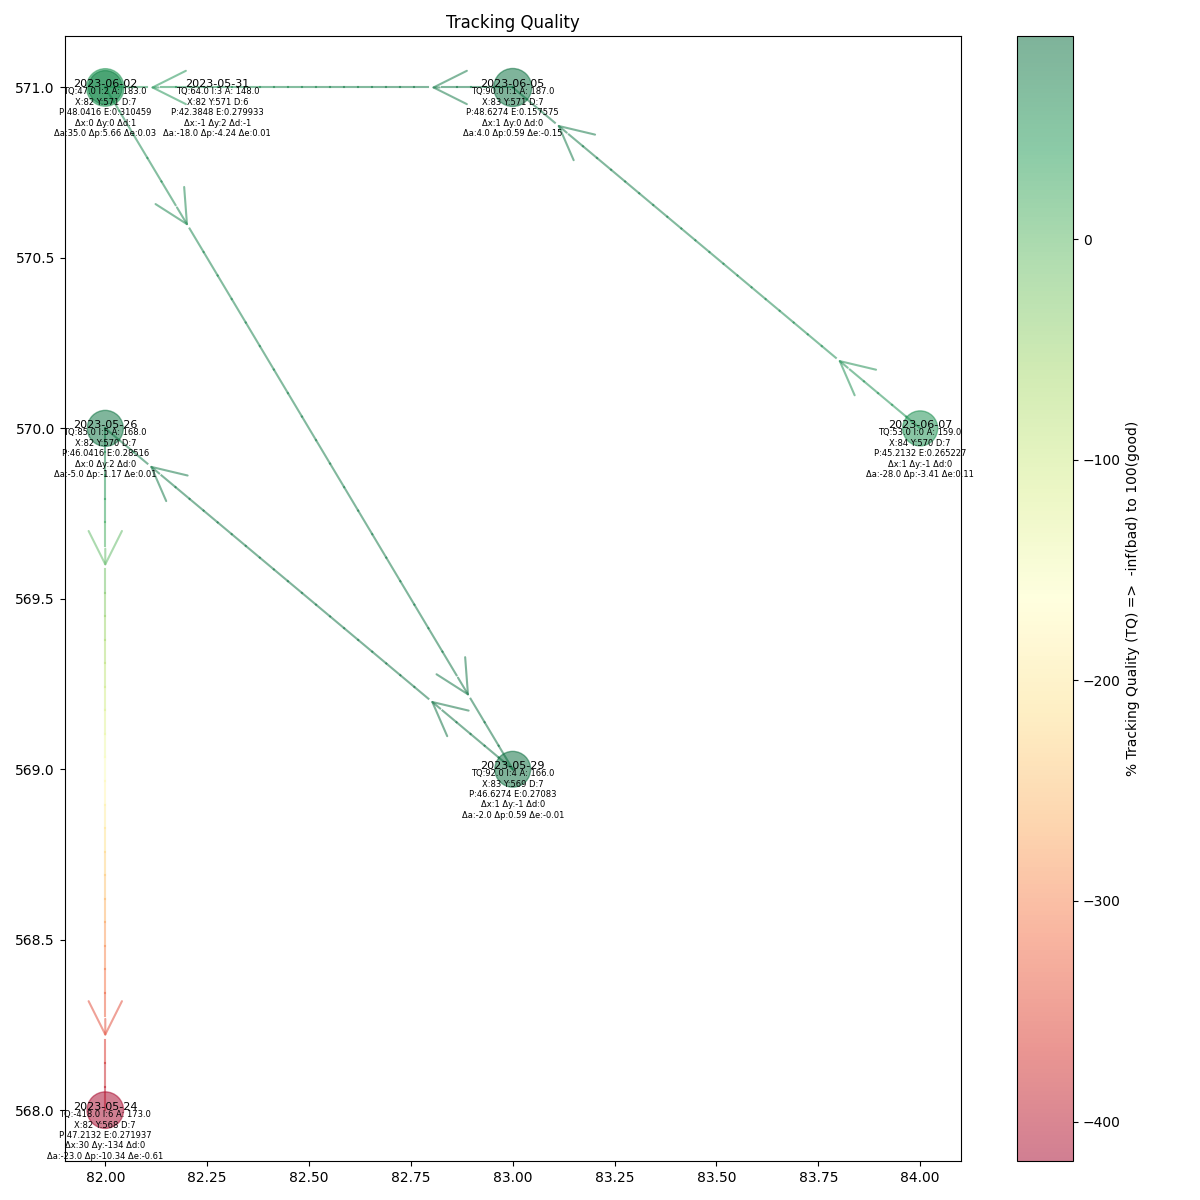 Tracking Quality
571.0
570.5
570.0
569.5
569.0
568.5
568.0
2023-06-02
TQ:47.0 I:2 A: 183.0
X:82 Y:571 D:7
P:48.0416 E:0.310459
Δx:0 Δy:0 Δd:1
Δa:35.0 Δp:5.66 Δe:0.03
2023-05-31
TQ:64.0 I:3 A: 148.0
X:82 Y:571 D:6
P:42.3848 E:0.279933
Δx:-1 Δy:2 Δd:-1
Δa:-18.0 Δp:-4.24 Δe:0.01
2023-06-05
TQ:90.0 I:1 A: 187.0
X:83 Y:571 D:7
P:48.6274 E:0.157575
Δx:1 Δy:0 Δd:0
Δa:4.0 Δp:0.59 Δe:-0.15
2023-05-26
TQ:85.0 I:5 A: 168.0
X:82 Y:570 D:7
P:46.0416 E:0.28516
Δx:0 Δy:2 Δd:0
Δa:-5.0 Δp:-1.17 Δe:0.01
2023-06-07
TQ:53.0 I:0 A: 159.0
X:84 Y:570 D:7
P:45.2132 E:0.265227
Δx:1 Δy:-1 Δd:0
Δa:-28.0 Δp:-3.41 Δe:0.11
2023-05-29
TQ:92.0 I:4 A: 166.0
X:83 Y:569 D:7
P:46.6274 E:0.27083
Δx:1 Δy:-1 Δd:0
Δa:-2.0 Δp:0.59 Δe:-0.01
2023-05-24
TQ:-418.0 I:6 A: 173.0
X:82 Y:568 D:7
P:47.2132 E:0.271937
Δx:30 Δy:-134 Δd:0
Δa:-23.0 Δp:-10.34 Δe:-0.61
82.00 82.25 82.50 82.75 83.00 83.25 83.50 83.75 84.00
0
−100
−200
−300
−400
% Tracking Quality (TQ) => -inf(bad) to 100(good)